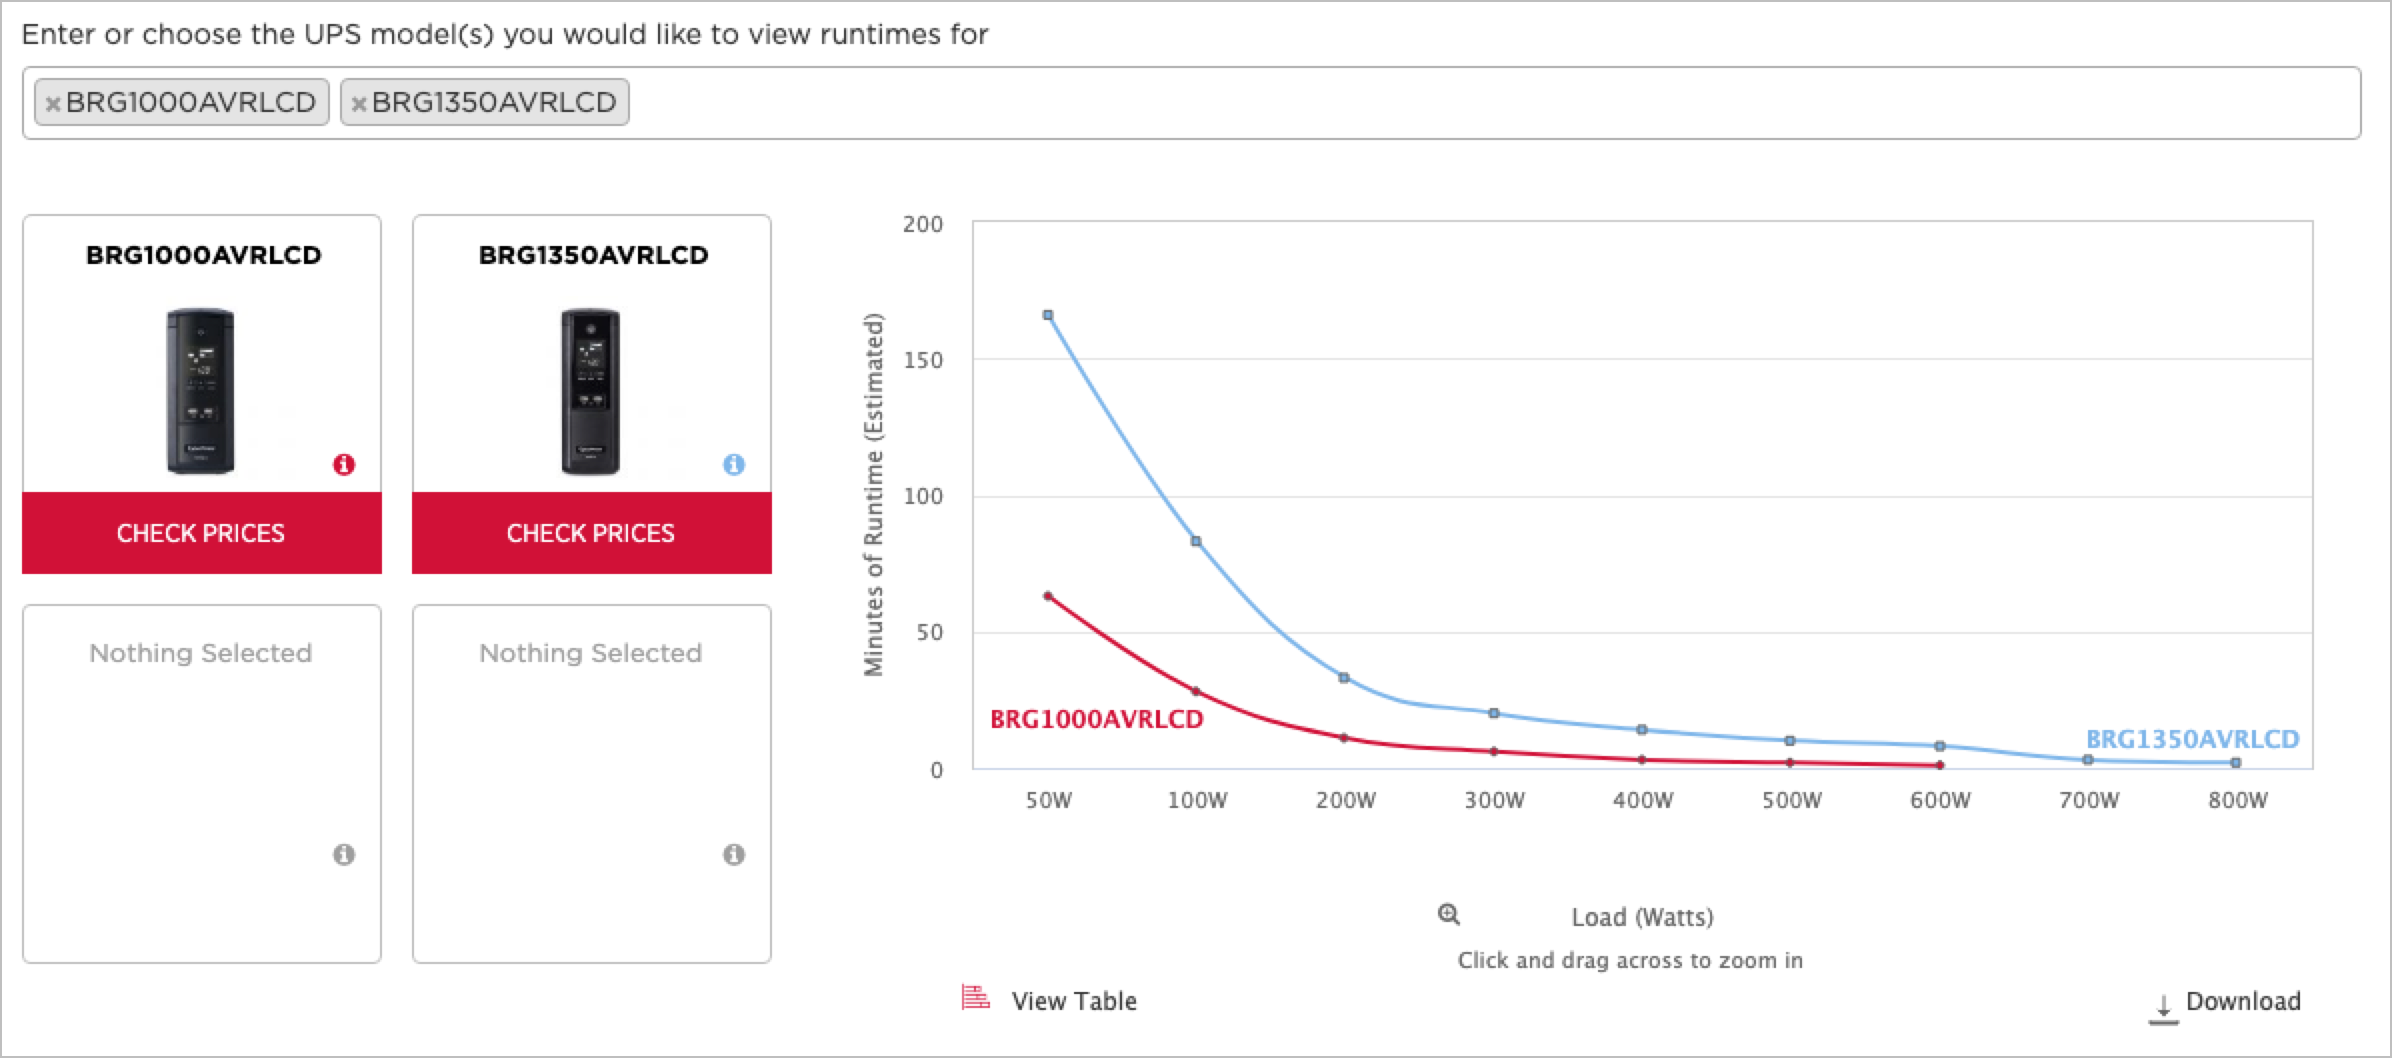 Enter or choose the UPS model(s) you would like to view runtimes for
×BRG1000AVRLCD ×BRG1350AVRLCD
BRG1000AVRLCD
CHECK PRICES
BRG1350AVRLCD
CHECK PRICES
Nothing Selected
Nothing Selected
Minutes of Runtime (Estimated)
200
150
100
50
0
BRG1000AVRLCD
BRG1350AVRLCD
50W 100W 200W 300W 400W 500W 600W 700W 800W
Load (Watts)
Click and drag across to zoom in
View Table
Download